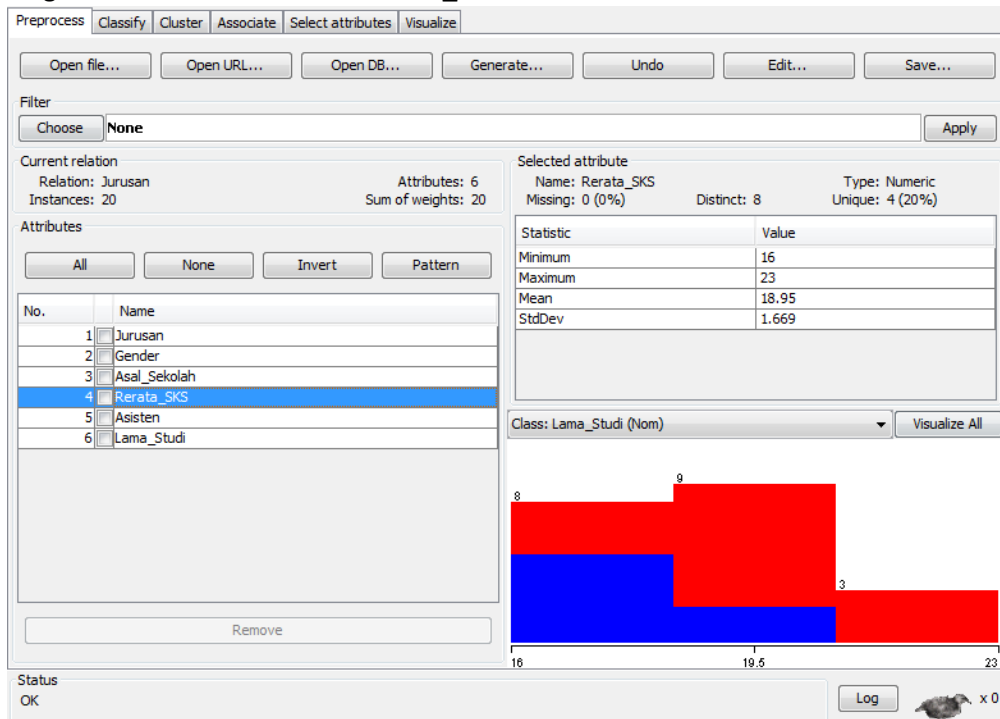 Preprocess Classify Cluster Associate Select attributes Visualize
Open file... Open URL... Open DB... Generate... Undo Edit... Save...
Filter
Choose None Apply
Current relation
Relation: Jurusan Attributes: 6
Instances: 20 Sum of weights: 20
Attributes
All None Invert Pattern
No. Name
1 Jurusan
2 Gender
3 Asal_Sekolah
4 Rerata_SKS
5 Asisten
6 Lama_Studi
Remove
Selected attribute
Name: Rerata_SKS Type: Numeric
Missing: 0 (0%) Distinct: 8 Unique: 4 (20%)
Statistic Value
Minimum 16
Maximum 23
Mean 18.95
StdDev 1.669
Class: Lama_Studi (Nom) Visualize All
8 9 3
16 19.5 23
Status
OK Log x 0